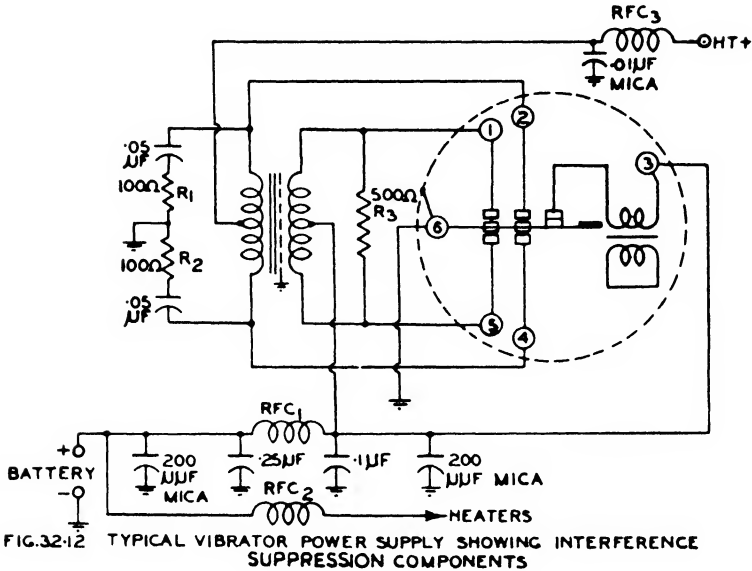 RFC3
HT+
.01µF
MICA
2
1
3
.05
µF
100Ω R1
500Ω
R3
6
100Ω R2
.05
µF
5
4
RFC1
+
BATTERY
-
200
µµF
MICA
.25µF
.1µF
200
µµF MICA
RFC2
HEATERS
FIG.32.12 TYPICAL VIBRATOR POWER SUPPLY SHOWING INTERFERENCE
SUPPRESSION COMPONENTS